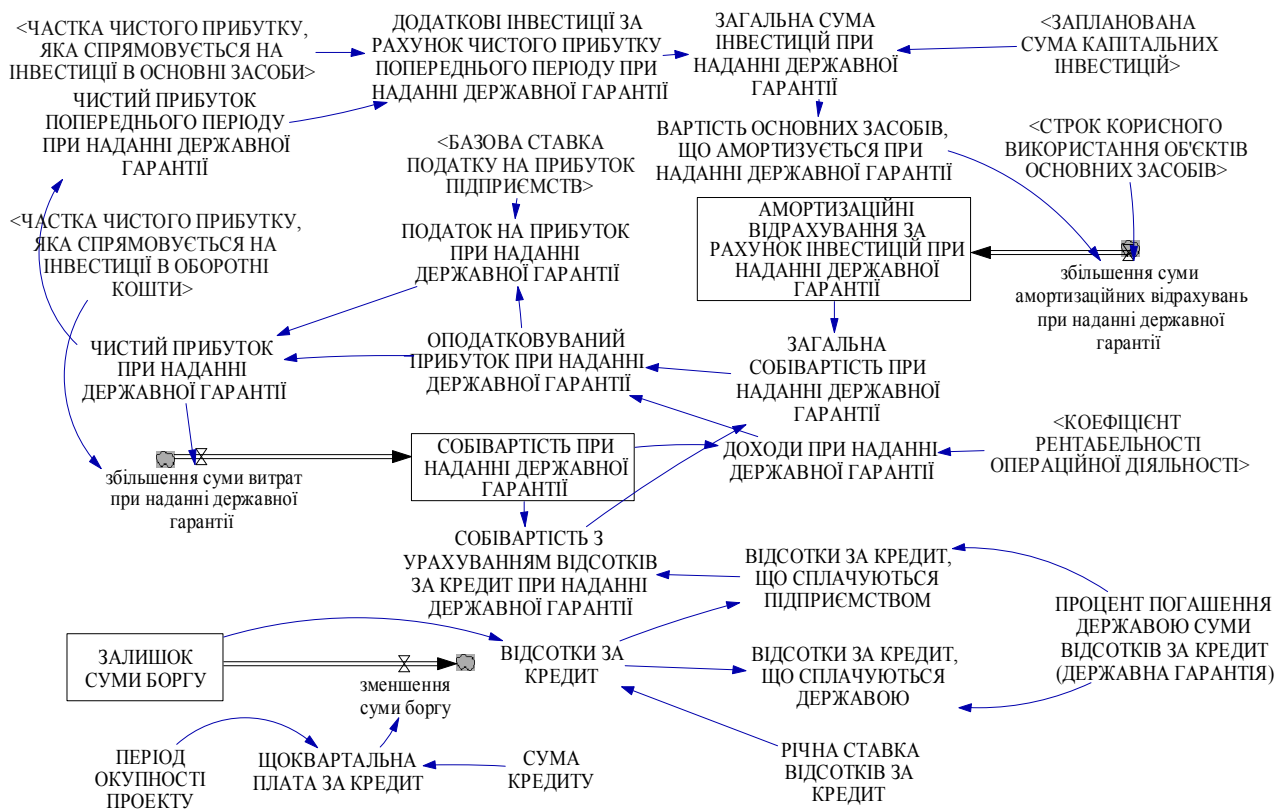 <ЧАСТКА ЧИСТОГО ПРИБУТКУ,
ЯКА СПРЯМОВУЄТЬСЯ НА
ІНВЕСТИЦІЇ В ОСНОВНІ ЗАСОБИ>
ДОДАТКОВІ ІНВЕСТИЦІЇ ЗА
РАХУНОК ЧИСТОГО ПРИБУТКУ
ПОПЕРЕДНЬОГО ПЕРІОДУ ПРИ
НАДАННІ ДЕРЖАВНОЇ ГАРАНТІЇ
ЗАГАЛЬНА СУМА
ІНВЕСТИЦІЙ ПРИ
НАДАННІ ДЕРЖАВНОЇ
ГАРАНТІЇ
<ЗАПЛАНОВАНА
СУМА КАПІТАЛЬНИХ
ІНВЕСТИЦІЙ>
ЧИСТИЙ ПРИБУТОК
ПОПЕРЕДНЬОГО ПЕРІОДУ
ПРИ НАДАННІ ДЕРЖАВНОЇ
ГАРАНТІЇ
<БАЗОВА СТАВКА
ПОДАТКУ НА ПРИБУТОК
ПІДПРИЄМСТВ>
ВАРТІСТЬ ОСНОВНИХ ЗАСОБІВ,
ЩО АМОРТИЗУЄТЬСЯ ПРИ
НАДАННІ ДЕРЖАВНОЇ ГАРАНТІЇ
<СТРОК КОРИСНОГО
ВИКОРИСТАННЯ ОБ'ЄКТІВ
ОСНОВНИХ ЗАСОБІВ>
<ЧАСТКА ЧИСТОГО ПРИБУТКУ,
ЯКА СПРЯМОВУЄТЬСЯ НА
ІНВЕСТИЦІЇ В ОБОРОТНІ
КОШТИ>
ПОДАТОК НА ПРИБУТОК
ПРИ НАДАННІ
ДЕРЖАВНОЇ ГАРАНТІЇ
АМОРТИЗАЦІЙНІ
ВІДРАХУВАННЯ ЗА
РАХУНОК ІНВЕСТИЦІЙ ПРИ
НАДАННІ ДЕРЖАВНОЇ
ГАРАНТІЇ
збільшення суми
амортизаційних відрахувань
при наданні державної
гарантії
ЧИСТИЙ ПРИБУТОК
ПРИ НАДАННІ
ДЕРЖАВНОЇ ГАРАНТІЇ
ОПОДАТКОВУВАНИЙ
ПРИБУТОК ПРИ НАДАННІ
ДЕРЖАВНОЇ ГАРАНТІЇ
ЗАГАЛЬНА
СОБІВАРТІСТЬ ПРИ
НАДАННІ ДЕРЖАВНОЇ
ГАРАНТІЇ
збільшення суми витрат
при наданні державної
гарантії
СОБІВАРТІСТЬ ПРИ
НАДАННІ ДЕРЖАВНОЇ
ГАРАНТІЇ
ДОХОДИ ПРИ НАДАННІ
ДЕРЖАВНОЇ ГАРАНТІЇ
<КОЕФІЦІЄНТ
РЕНТАБЕЛЬНОСТІ
ОПЕРАЦІЙНОЇ ДІЯЛЬНОСТІ>
СОБІВАРТІСТЬ З
УРАХУВАННЯМ ВІДСОТКІВ
ЗА КРЕДИТ ПРИ НАДАННІ
ДЕРЖАВНОЇ ГАРАНТІЇ
ВІДСОТКИ ЗА КРЕДИТ,
ЩО СПЛАЧУЮТЬСЯ
ПІДПРИЄМСТВОМ
ПРОЦЕНТ ПОГАШЕННЯ
ДЕРЖАВОЮ СУМИ
ВІДСОТКІВ ЗА КРЕДИТ
(ДЕРЖАВНА ГАРАНТІЯ)
ЗАЛИШОК
СУМИ БОРГУ
зменшення
суми боргу
ВІДСОТКИ ЗА
КРЕДИТ
ВІДСОТКИ ЗА КРЕДИТ,
ЩО СПЛАЧУЮТЬСЯ
ДЕРЖАВОЮ
ПЕРІОД
ОКУПНОСТІ
ПРОЕКТУ
ЩОКВАРТАЛЬНА
ПЛАТА ЗА КРЕДИТ
СУМА
КРЕДИТУ
РІЧНА СТАВКА
ВІДСОТКІВ ЗА
КРЕДИТ